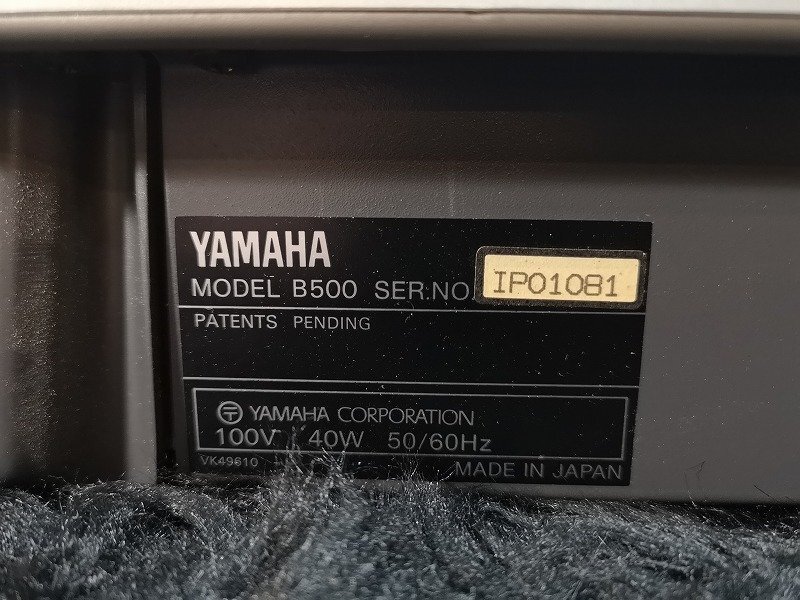 YAMAHA
MODEL B500 SER.NO. IP01081
PATENTS PENDING
〒 YAMAHA CORPORATION
100V 40W 50/60Hz
VK49610
MADE IN JAPAN